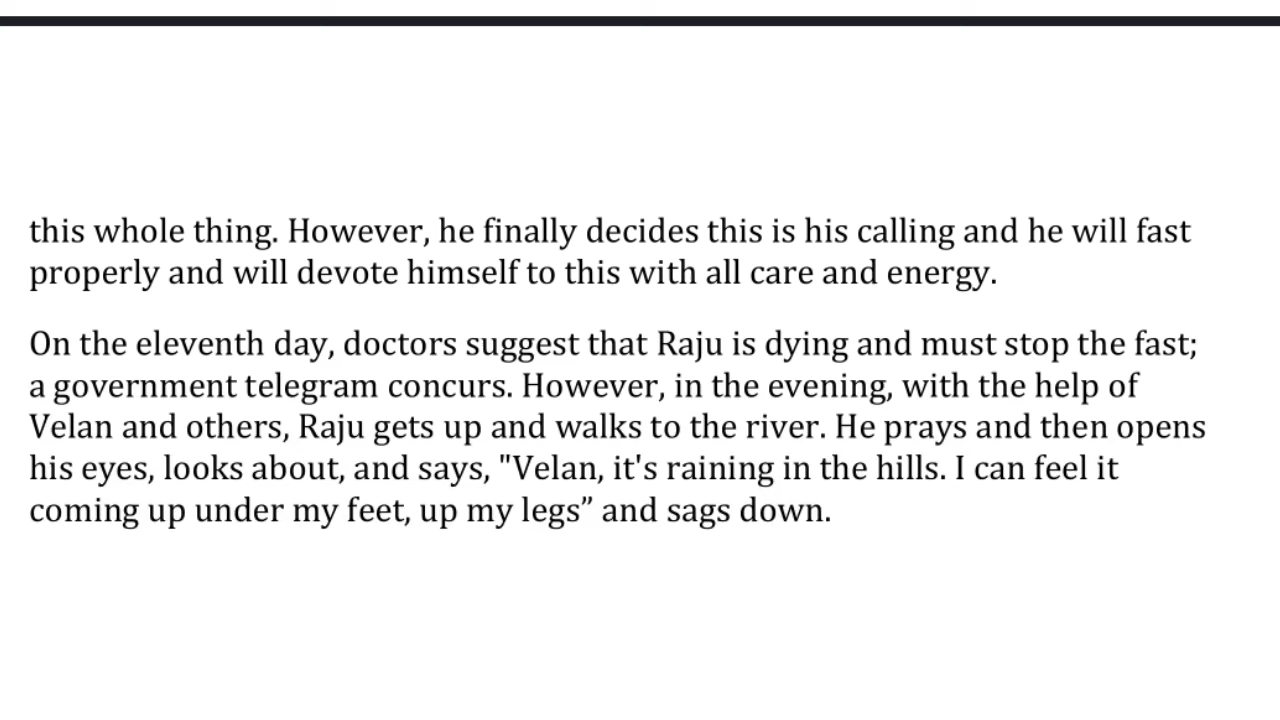 this whole thing. However, he finally decides this is his calling and he will fast
properly and will devote himself to this with all care and energy.
On the eleventh day, doctors suggest that Raju is dying and must stop the fast;
a government telegram concurs. However, in the evening, with the help of
Velan and others, Raju gets up and walks to the river. He prays and then opens
his eyes, looks about, and says, "Velan, it's raining in the hills. I can feel it
coming up under my feet, up my legs” and sags down.